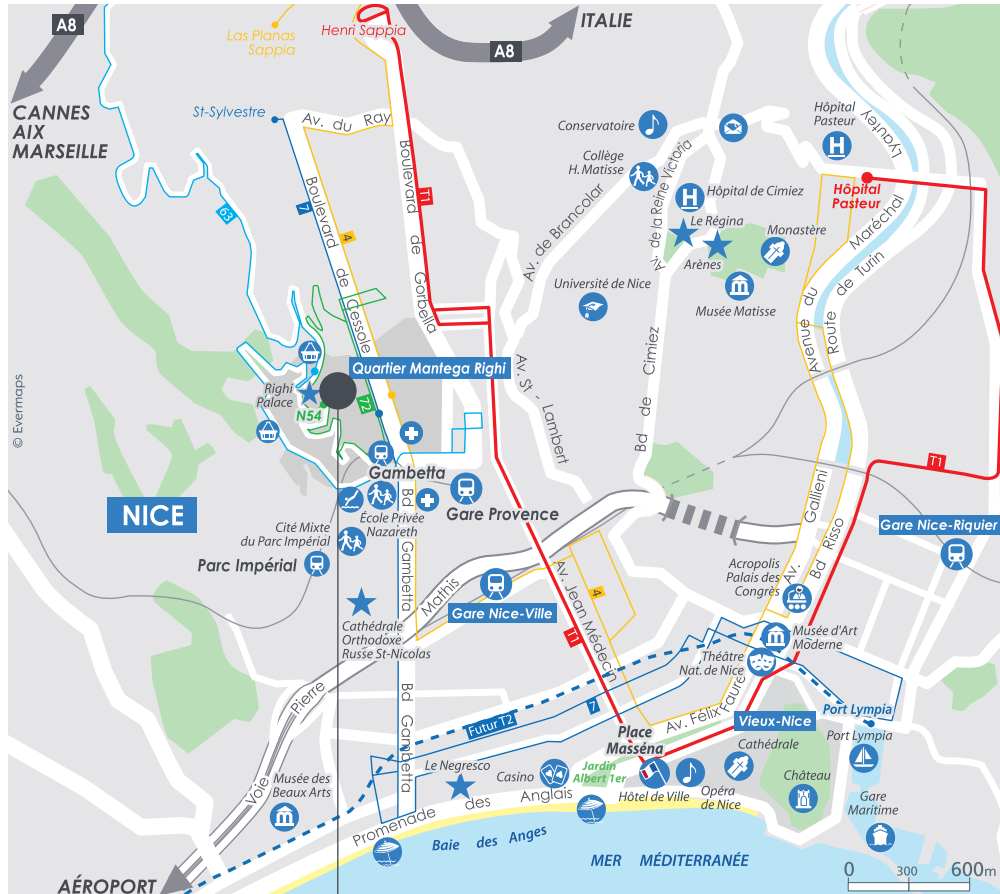 A8
Las Planas
Sappia
Henri Sappia
ITALIE
A8
CANNES
AIX
MARSEILLE
St-Sylvestre
Av. du Ray
Conservatoire
Hôpital
Pasteur
Lyautey
Collège
H. Matisse
Av. de la Reine Victoria
Hôpital de Cimiez
Hôpital
Pasteur
Boulevard de Gorbella
T1
63
7
4
Boulevard de Cessole
Av. de Brancolar
Le Régina
Monastère
Arènes
Maréchal
Université de Nice
Musée Matisse
Avenue du
Route de Turin
Quartier Mantega Righi
Righi
Palace
N54
72
Av. St - Lambert
Bd de Cimiez
© Evermaps
Gambetta
Gare Provence
T1
NICE
École Privée
Nazareth
Cité Mixte
du Parc Impérial
Parc Impérial
Bd Gambetta
Gallieni
Av.
Bd Risso
Gare Nice-Riquier
Mathis
Gare Nice-Ville
Av. Jean Médecin
4
T1
Acropolis
Palais des
Congrès
Cathédrale
Orthodoxe
Russe St-Nicolas
Musée d'Art
Moderne
Théâtre
Nat. de Nice
Pierre
Bd Gambetta
Futur T2
7
Av. Félix Faure
Vieux-Nice
Port Lympia
Port Lympia
Place
Masséna
Cathédrale
Voie
Musée des
Beaux Arts
Le Negresco
Casino
Jardin
Albert 1er
Hôtel de Ville
Opéra
de Nice
Château
Gare
Maritime
Promenade des Anglais
Baie des Anges
MER MÉDITERRANÉE
AÉROPORT
0 300 600m